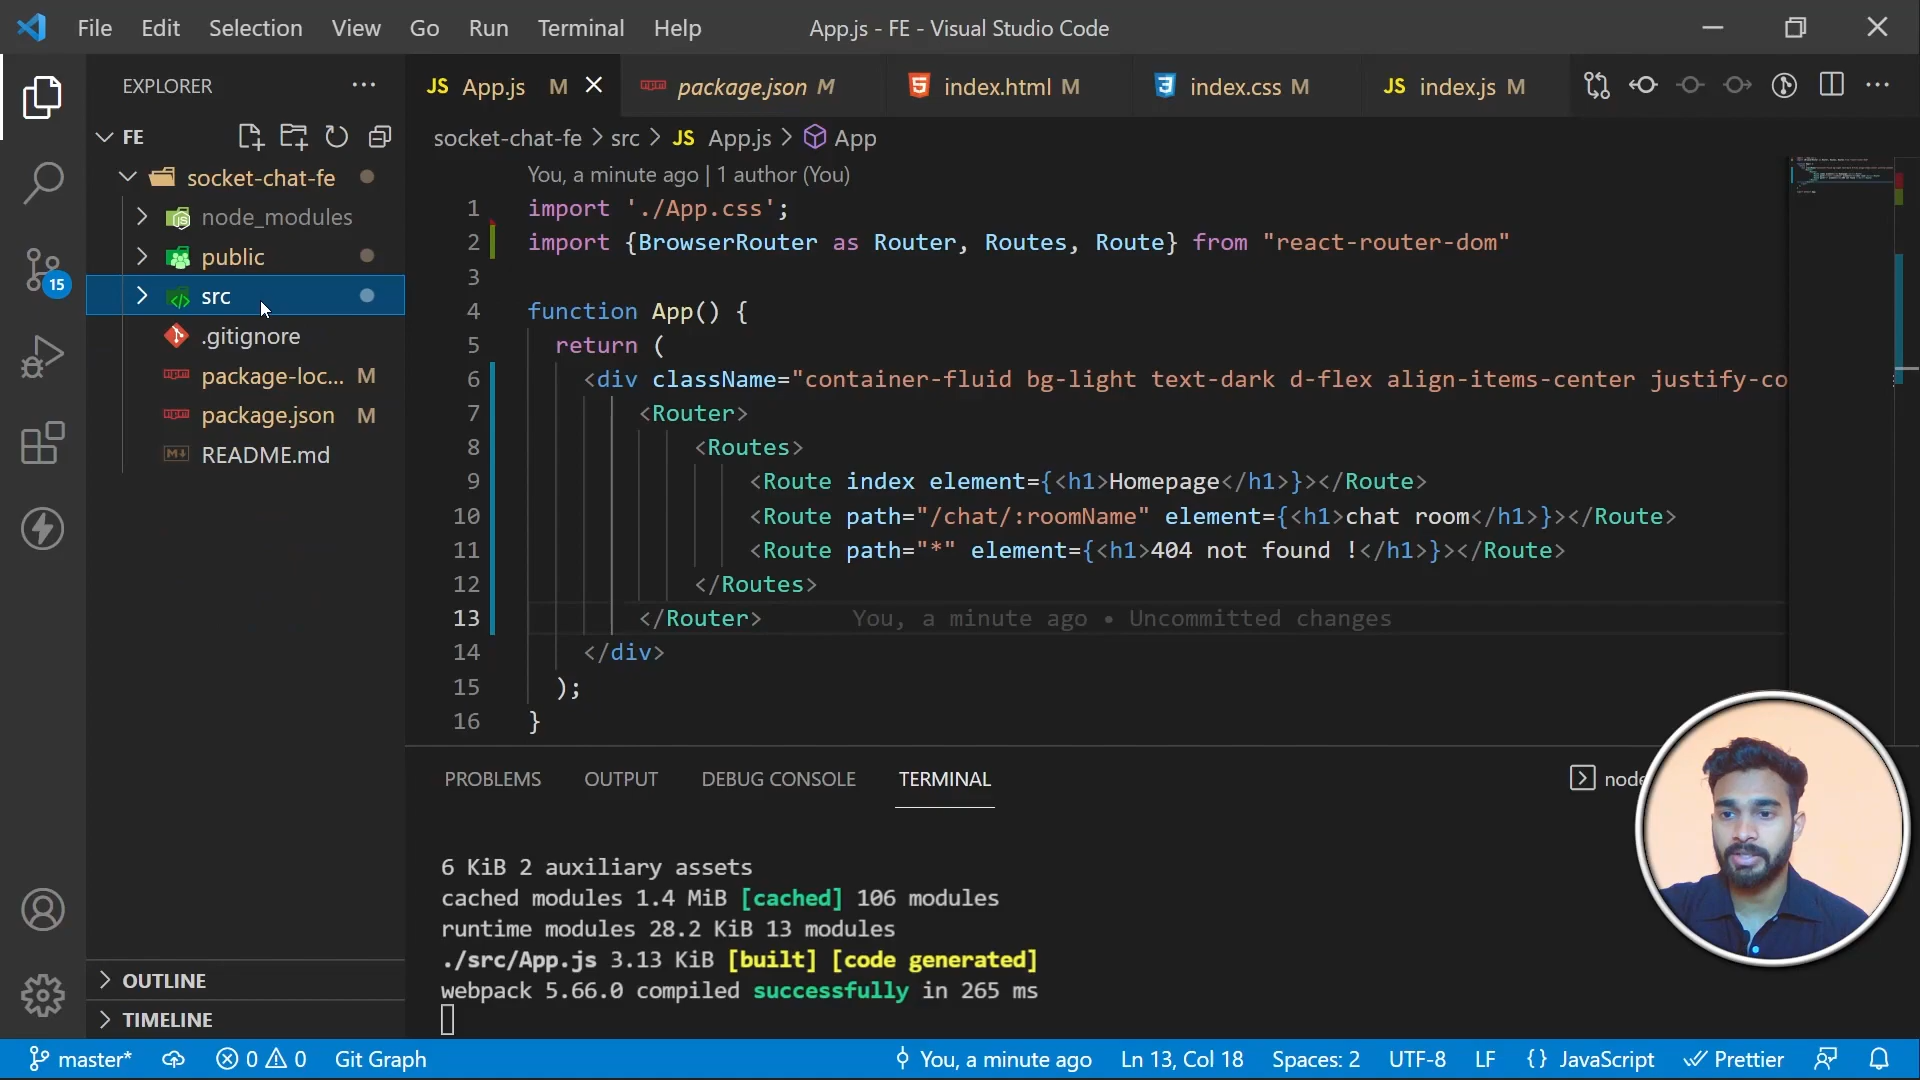 File Edit Selection View Go Run Terminal Help
App.js - FE - Visual Studio Code
EXPLORER
JS App.js M
package.json M
index.html M
index.css M
JS index.js M
FE
socket-chat-fe > src > JS App.js > App
socket-chat-fe
node_modules
public
src
.gitignore
package-loc... M
package.json M
README.md
15
You, a minute ago | 1 author (You)
1 import './App.css';
2 import {BrowserRouter as Router, Routes, Route} from "react-router-dom"
3
4 function App() {
5 return (
6 <div className="container-fluid bg-light text-dark d-flex align-items-center justify-co
7 <Router>
8 <Routes>
9 <Route index element={<h1>Homepage</h1>}></Route>
10 <Route path="/chat/:roomName" element={<h1>chat room</h1>}></Route>
11 <Route path="*" element={<h1>404 not found !</h1>}></Route>
12 </Routes>
13 </Router> You, a minute ago • Uncommitted changes
14 </div>
15 );
16 }
PROBLEMS OUTPUT DEBUG CONSOLE TERMINAL
node
6 KiB 2 auxiliary assets
cached modules 1.4 MiB [cached] 106 modules
runtime modules 28.2 KiB 13 modules
./src/App.js 3.13 KiB [built] [code generated]
webpack 5.66.0 compiled successfully in 265 ms
OUTLINE
TIMELINE
master* 0 0 Git Graph You, a minute ago Ln 13, Col 18 Spaces: 2 UTF-8 LF {} JavaScript Prettier